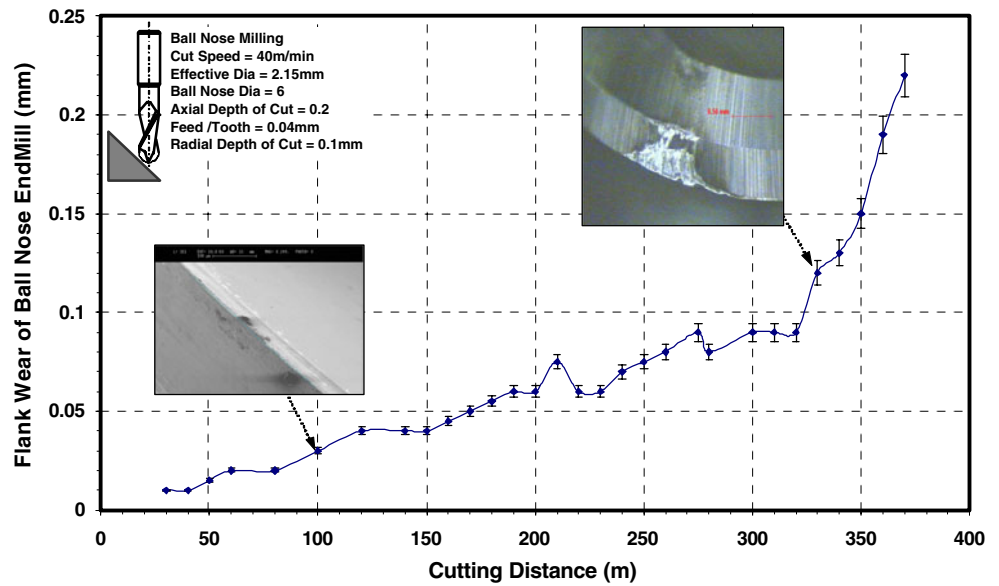 0.25
0.2
0.15
0.1
0.05
0
Flank Wear of Ball Nose EndMill (mm)
Ball Nose Milling
Cut Speed = 40m/min
Effective Dia = 2.15mm
Ball Nose Dia = 6
Axial Depth of Cut = 0.2
Feed /Tooth = 0.04mm
Radial Depth of Cut = 0.1mm
0 50 100 150 200 250 300 350 400
Cutting Distance (m)